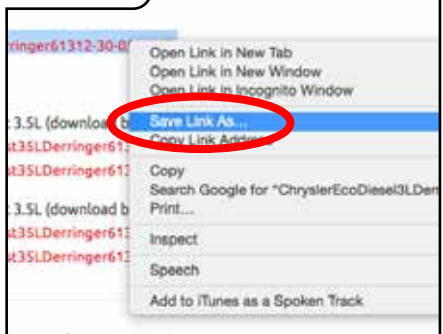 rringer61312-30-0
Open Link in New Tab
Open Link in New Window
Open Link in Incognito Window
3.5L (download b
Save Link As...
st35LDerringer61
Copy Link Address
st35LDerringer613
Copy
Search Google for "ChryslerEcoDiesel3LDerr
3.5L (download b
Print...
st35LDerringer613
Inspect
st35LDerringer613
Speech
Add to iTunes as a Spoken Track